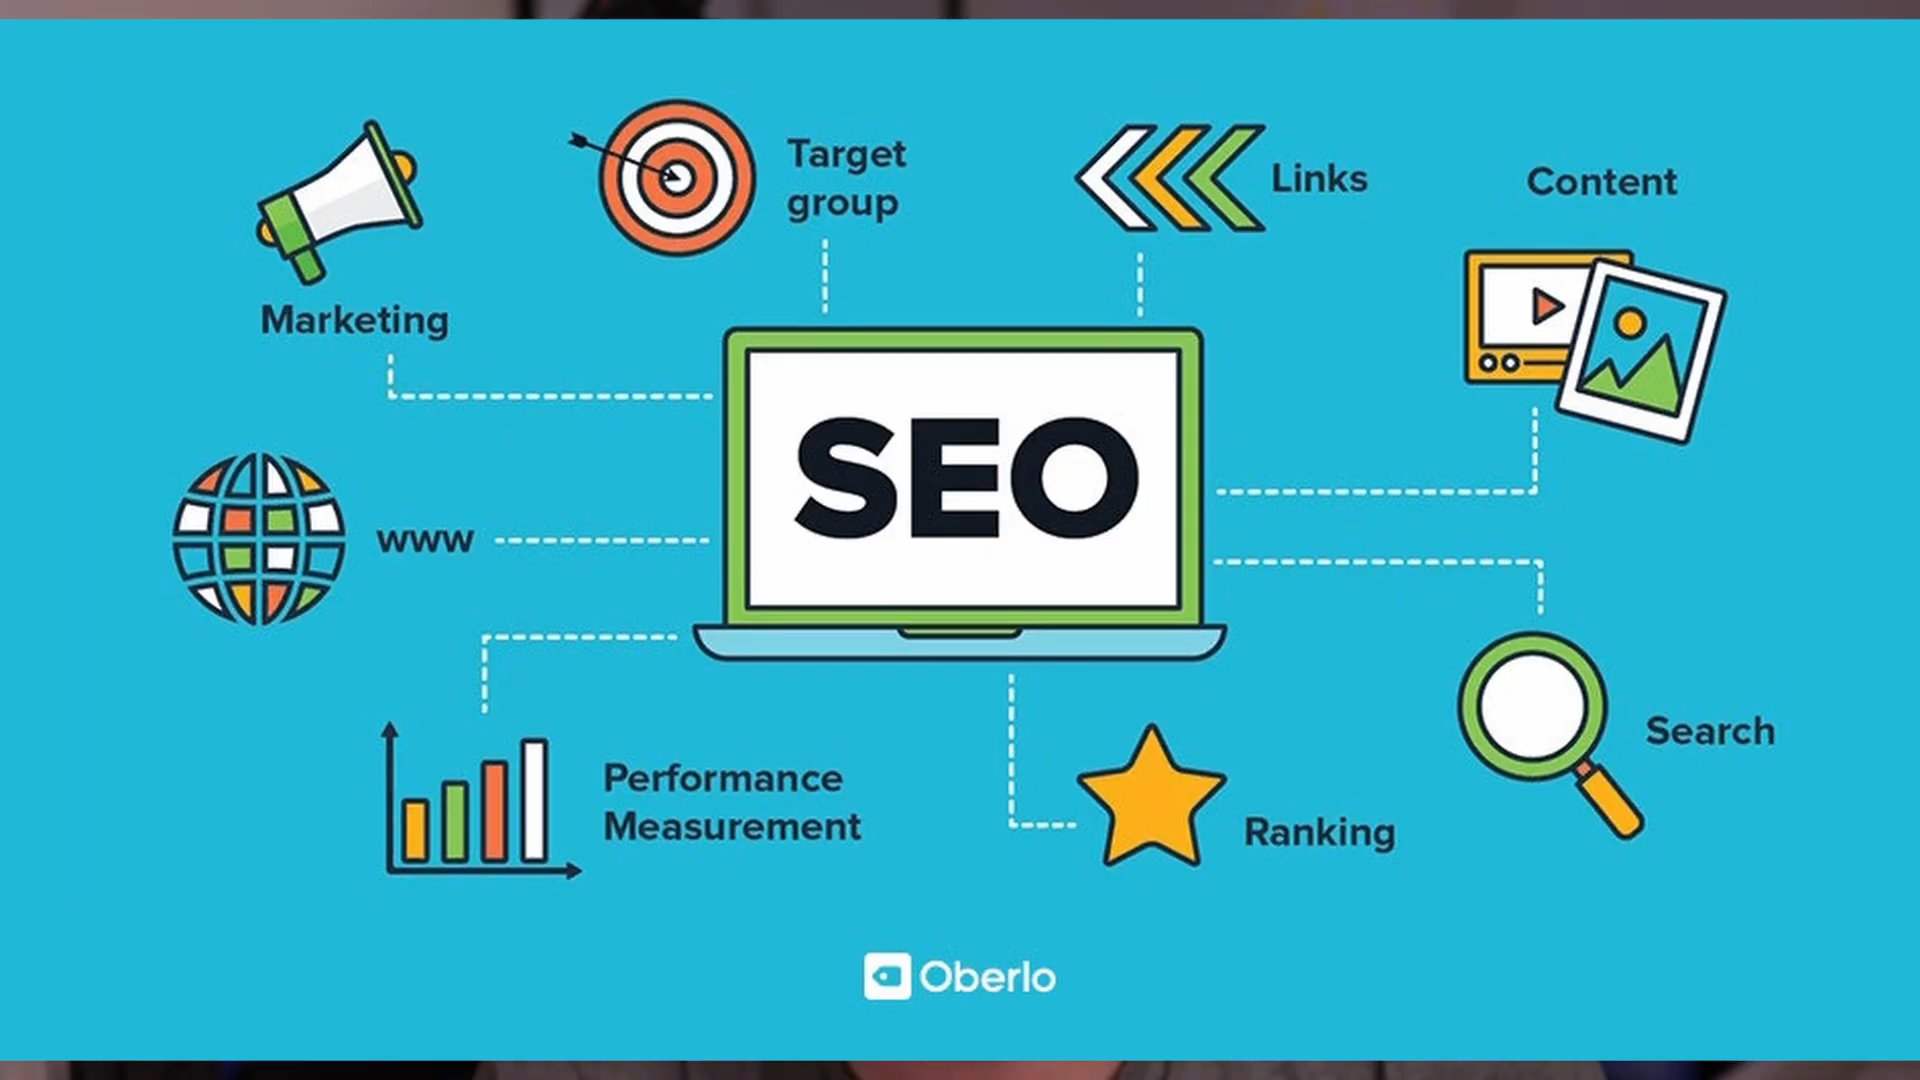 Target
group
Links
Content
Marketing
SEO
www
Performance
Measurement
Ranking
Search
Oberlo